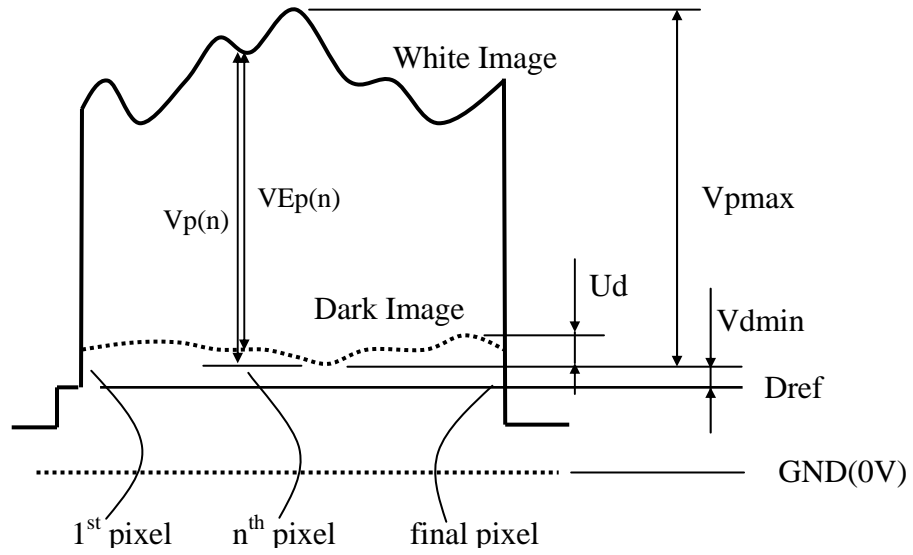 White Image
VEp(n)
Vp(n)
Vpmax
Ud
Dark Image
Vdmin
Dref
GND(0V)
1st pixel
nth pixel
final pixel